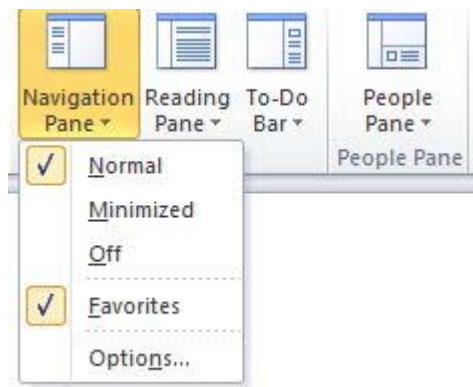 Navigation Reading To-Do People
Pane Pane Bar Pane
People Pane
Normal
Minimized
Off
Favorites
Options...